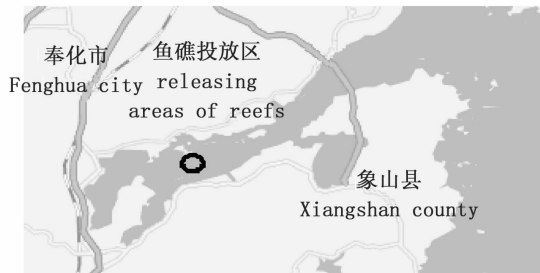 奉化市
Fenghua city
鱼礁投放区
releasing
areas of reefs
象山县
Xiangshan county